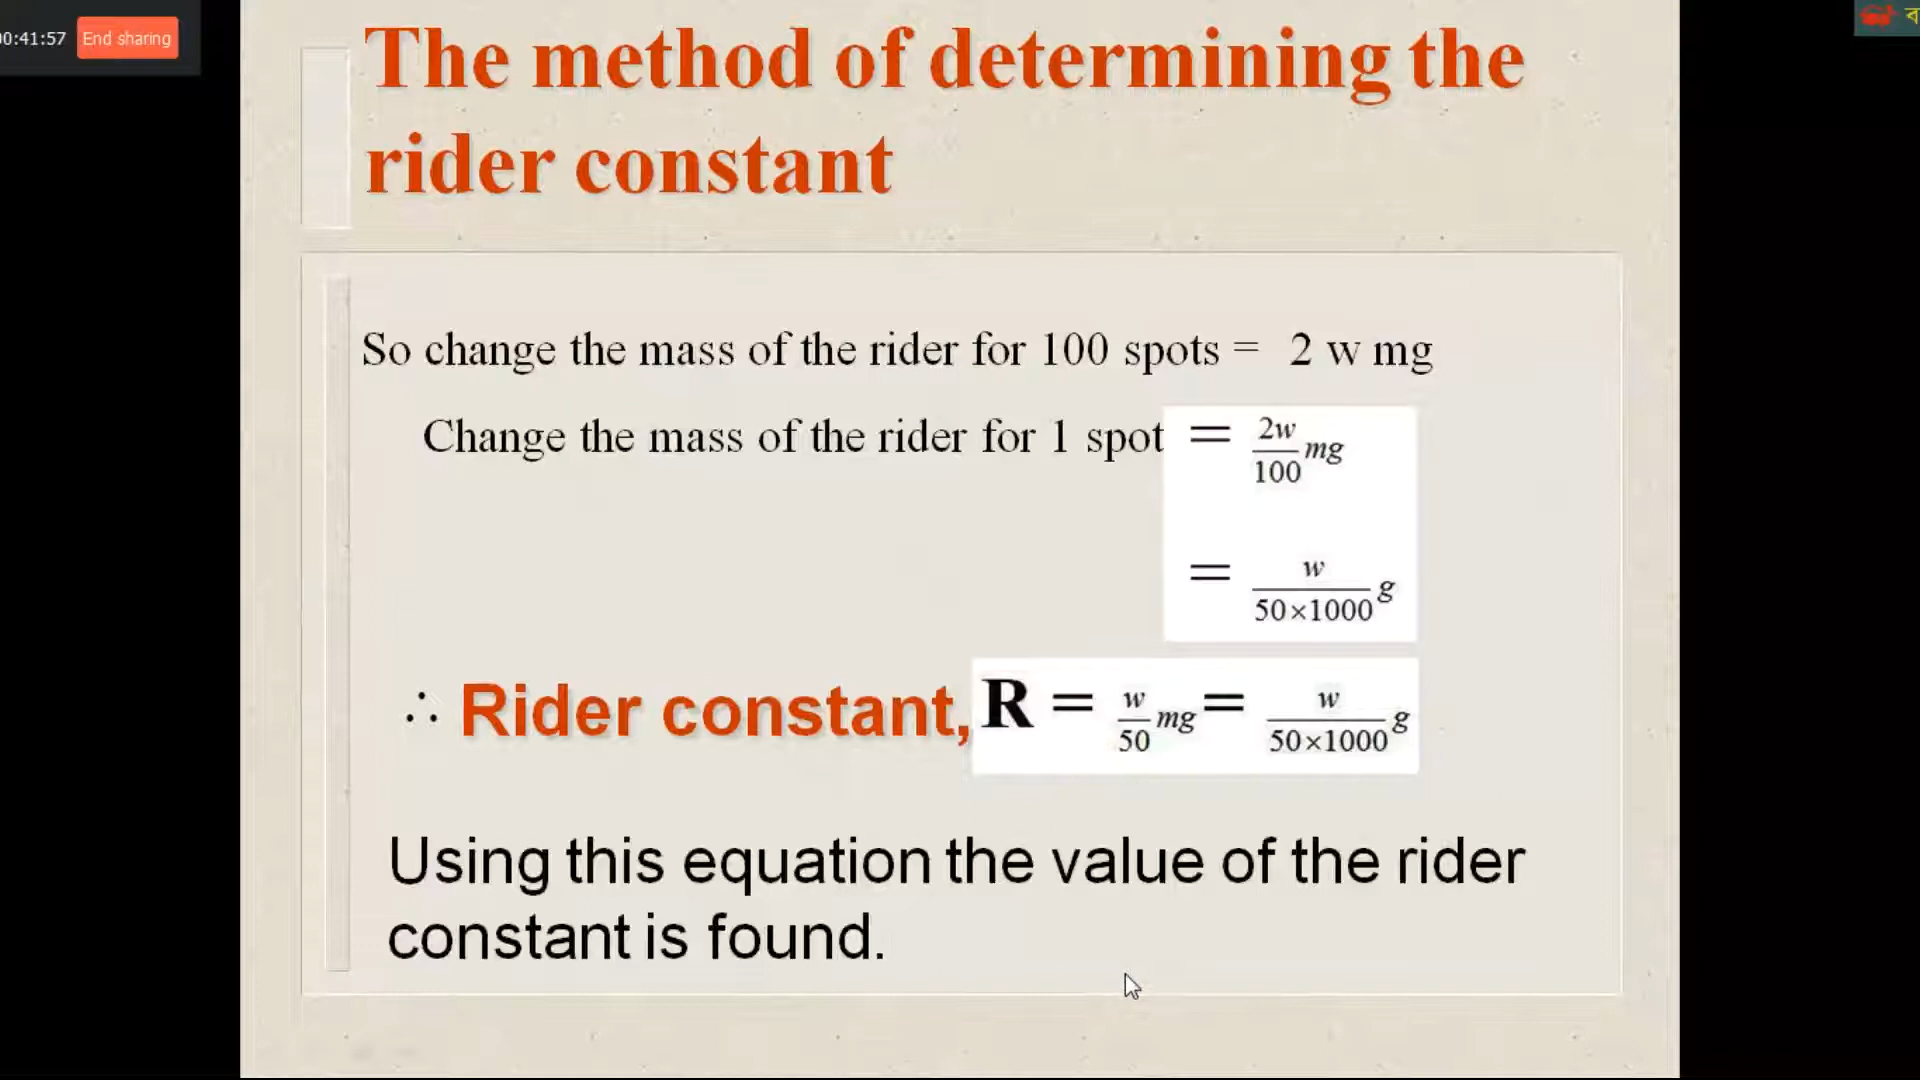 0:41:57 End sharing
ব
The method of determining the
rider constant
So change the mass of the rider for 100 spots = 2 w mg
Change the mass of the rider for 1 spot = 2w/100 mg
= w/50×1000 g
∴ Rider constant, R = w/50 mg = w/50×1000 g
Using this equation the value of the rider
constant is found.